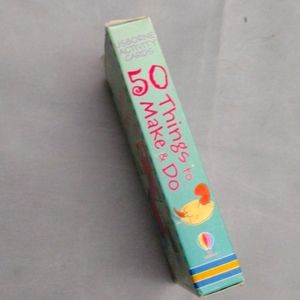 USBORNE
ACTIVITY
CARDS
50 Things to
Make & Do